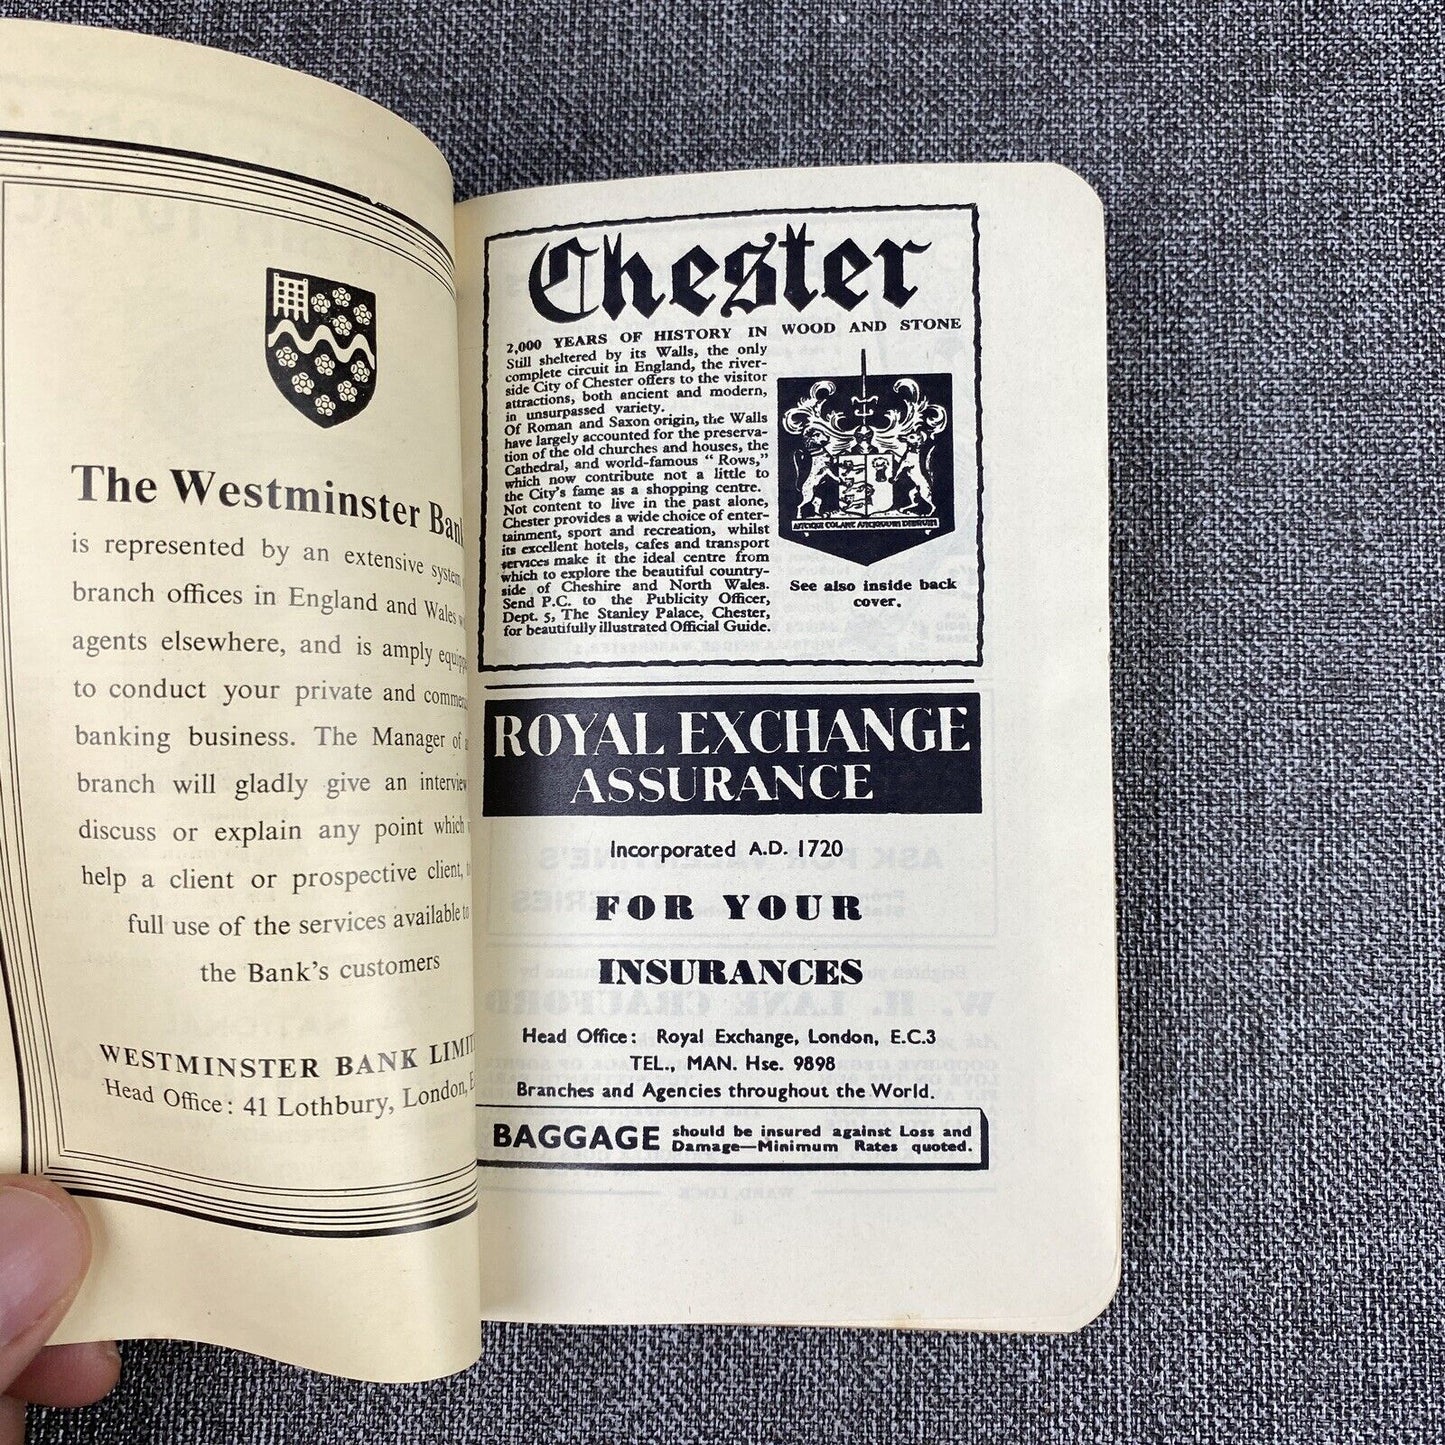 The Westminster Bank
is represented by an extensive system
branch offices in England and Wales
agents elsewhere, and is amply
to conduct your private and
banking business. The Manager of
branch will gladly give an interview
discuss or explain any point which
help a client or prospective client,
full use of the services available to
the Bank's customers
WESTMINSTER BANK
Head Office: 41 Lothbury, London,
Chester
2,000 YEARS OF HISTORY IN WOOD AND STONE
Still sheltered by its Walls, the only
complete circuit in England, the river-
side City of Chester offers to the visitor
attractions, both ancient and modern,
in unsurpassed variety.
Of Roman and Saxon origin, the Walls
have largely accounted for the preserva-
tion of the old churches and houses, the
Cathedral, and world-famous “Rows,”
which now contribute not a little to
the City's fame as a shopping centre.
Not content to live in the past alone,
Chester provides a wide choice of enter-
tainment, sport and recreation, whilst
its excellent hotels, cafes and transport
services make it the ideal centre from
which to explore the beautiful country-
side of Cheshire and North Wales.
Send P.C. to the Publicity Officer,
Dept. 5, The Stanley Palace, Chester,
for beautifully illustrated Official Guide.
ANTIQUI COLANT ANTIQUUM DIERUM
See also inside back
cover.
ROYAL EXCHANGE
ASSURANCE
Incorporated A.D. 1720
FOR YOUR
INSURANCES
Head Office: Royal Exchange, London, E.C.3
TEL., MAN. Hse. 9898
Branches and Agencies throughout the World.
BAGGAGE should be insured against Loss and
Damage—Minimum Rates quoted.